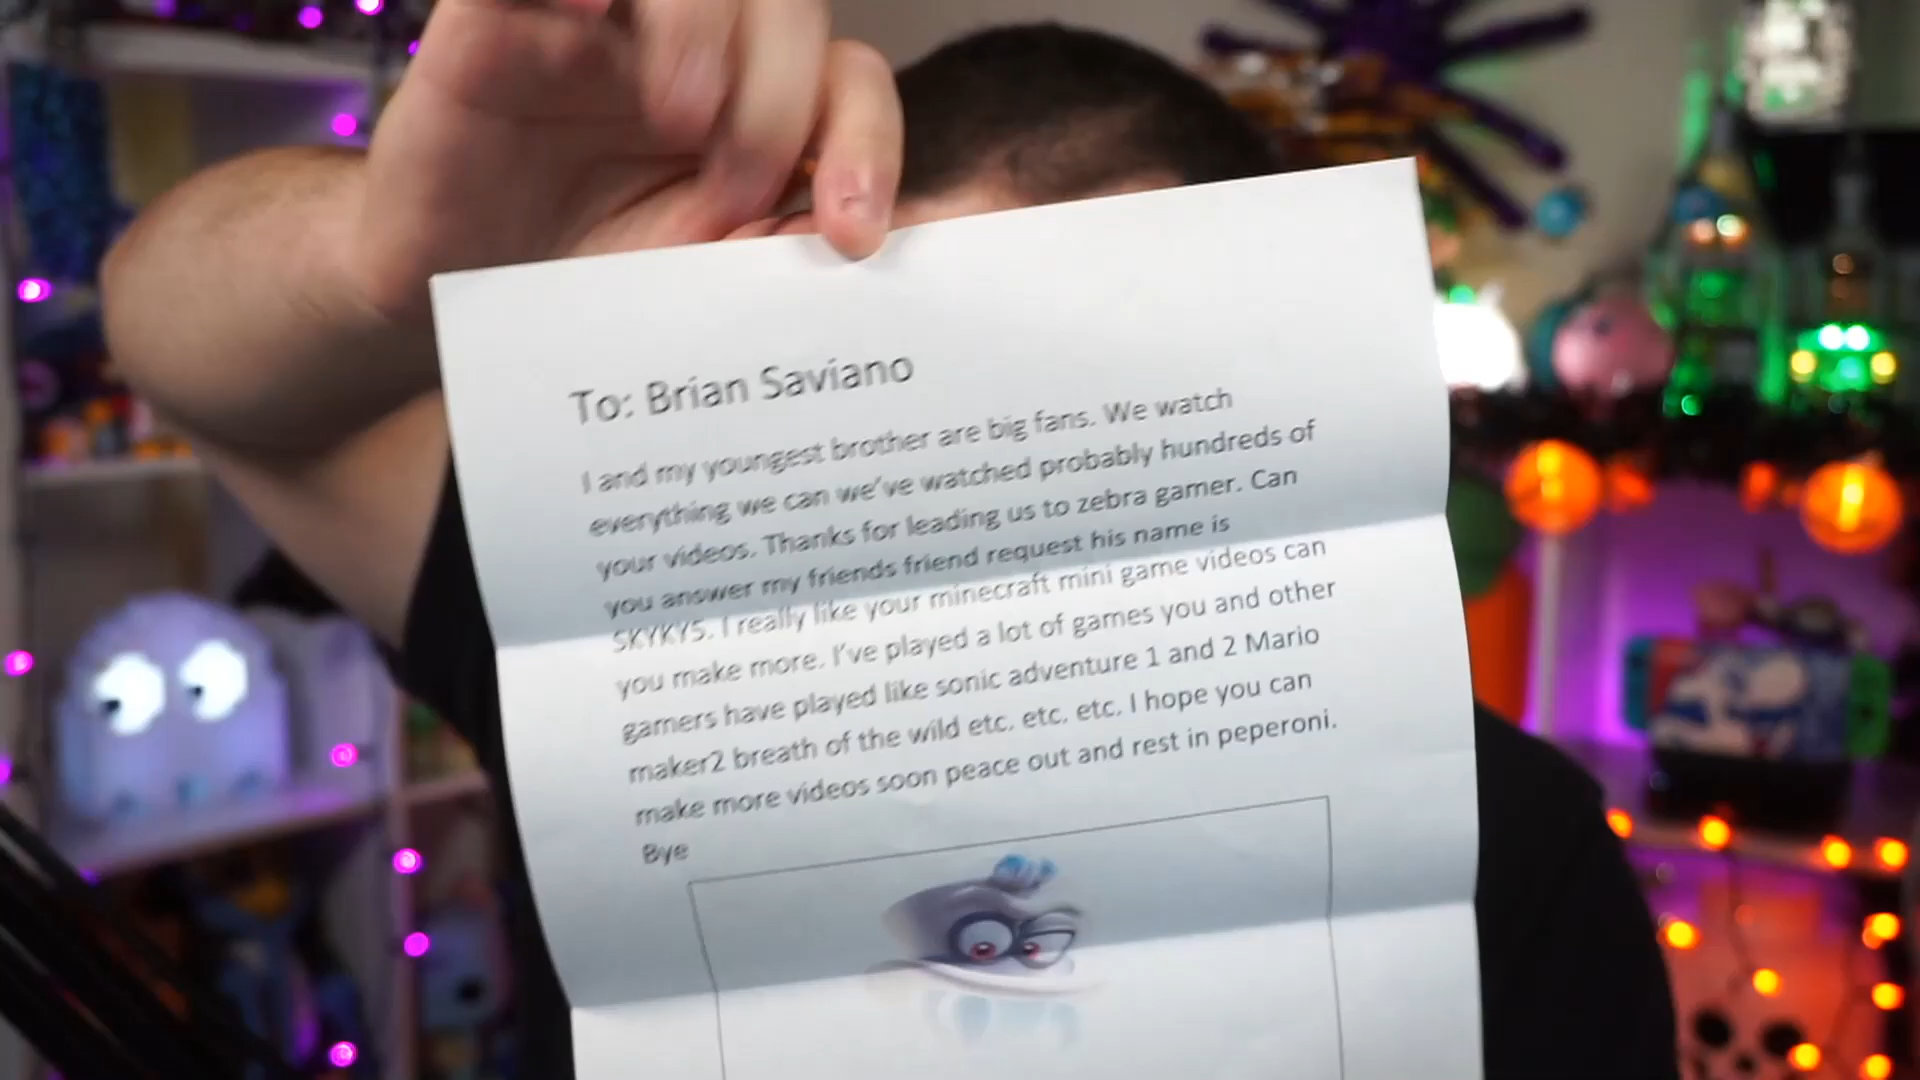 To: Brian Saviano
I and my youngest brother are big fans. We watch
everything we can we've watched probably hundreds of
your videos. Thanks for leading us to zebra gamer. Can
you answer my friends friend request his name is
SKYKY5. I really like your minecraft mini game videos can
you make more. I've played a lot of games you and other
gamers have played like sonic adventure 1 and 2 Mario
maker2 breath of the wild etc. etc. etc. I hope you can
make more videos soon peace out and rest in peperoni.
Bye